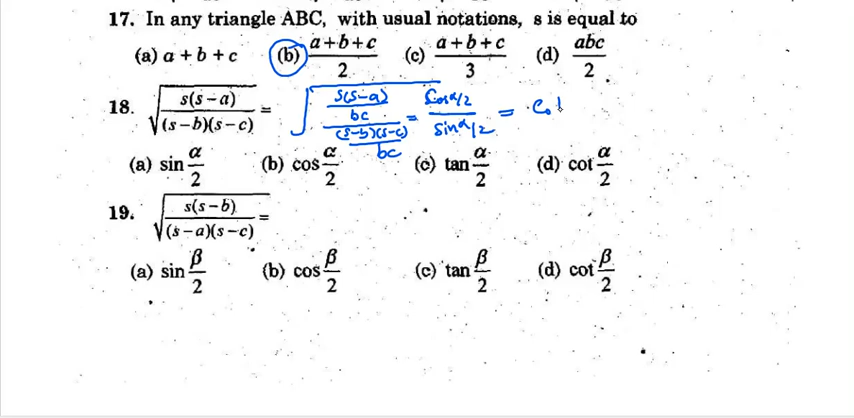 17. In any triangle ABC, with usual notations, s is equal to
(a) a + b + c (b) a+b+c / 2 (c) a+b+c / 3 (d) abc / 2
18. √(s(s−a) / (s−b)(s−c)) = √((s(s−a) / bc) / ((s−b)(s−c) / bc)) = Cosα/2 / sinα/2 = Cot
(a) sin α/2 (b) cos α/2 (c) tan α/2 (d) cot α/2
19. √(s(s−b) / (s−a)(s−c)) =
(a) sin β/2 (b) cos β/2 (c) tan β/2 (d) cot β/2